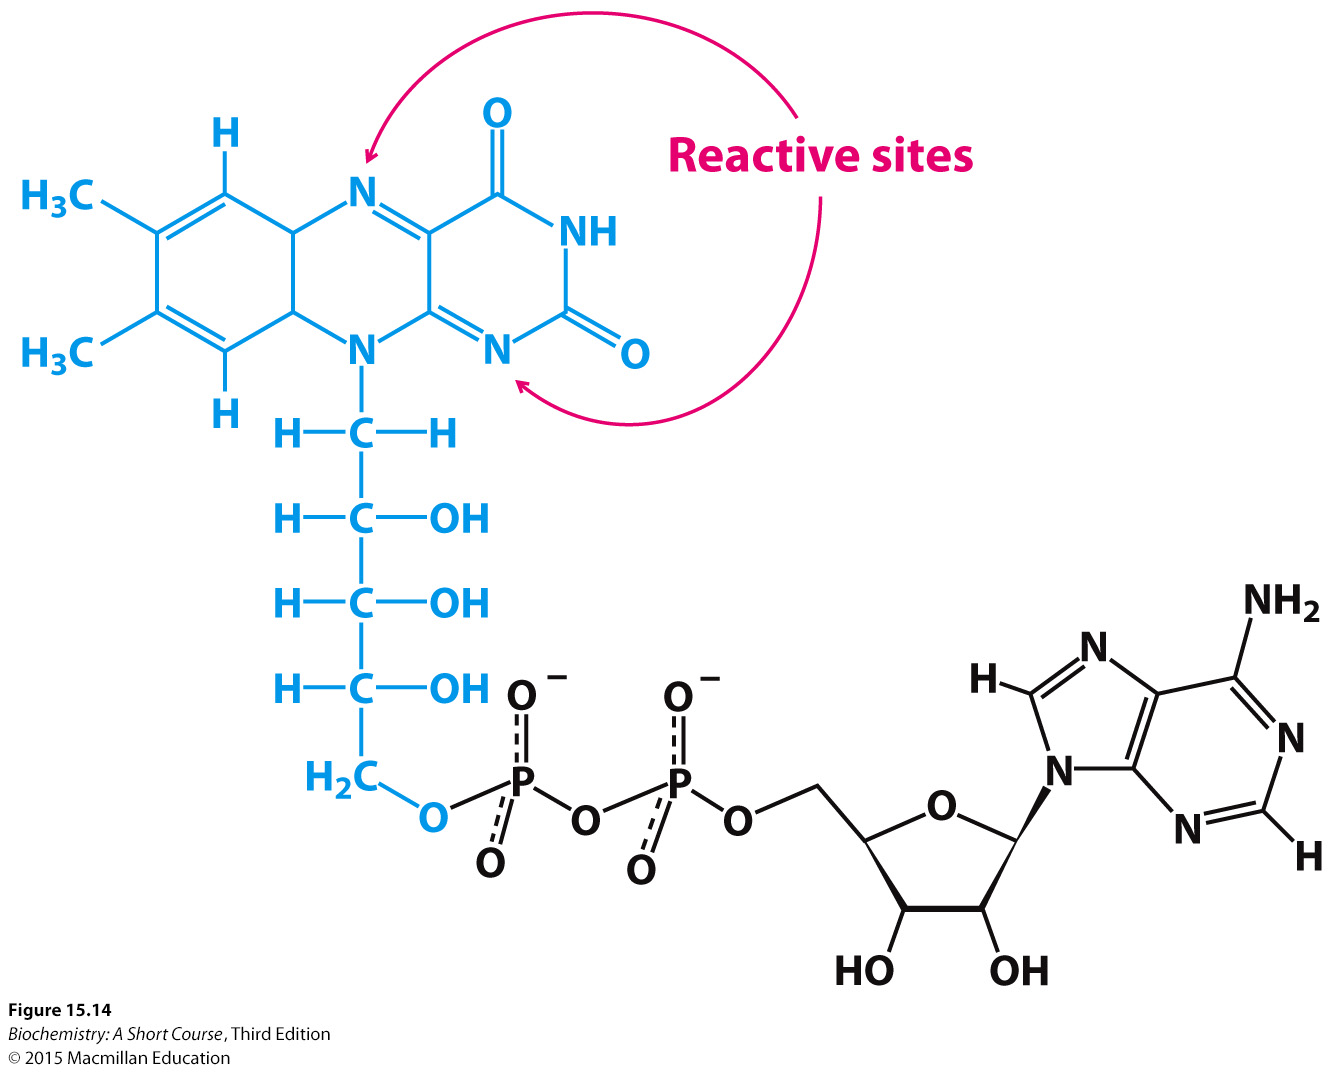 O
Reactive sites
H
H₃C
N
NH
H₃C
N
N
O
H
H C H
H C OH
H C OH
NH₂
N
H C OH
O⁻
O⁻
H
N
H₂C
P
P
N
O
O
O
O
N
H
O
O
HO
OH
Figure 15.14
Biochemistry: A Short Course, Third Edition
© 2015 Macmillan Education